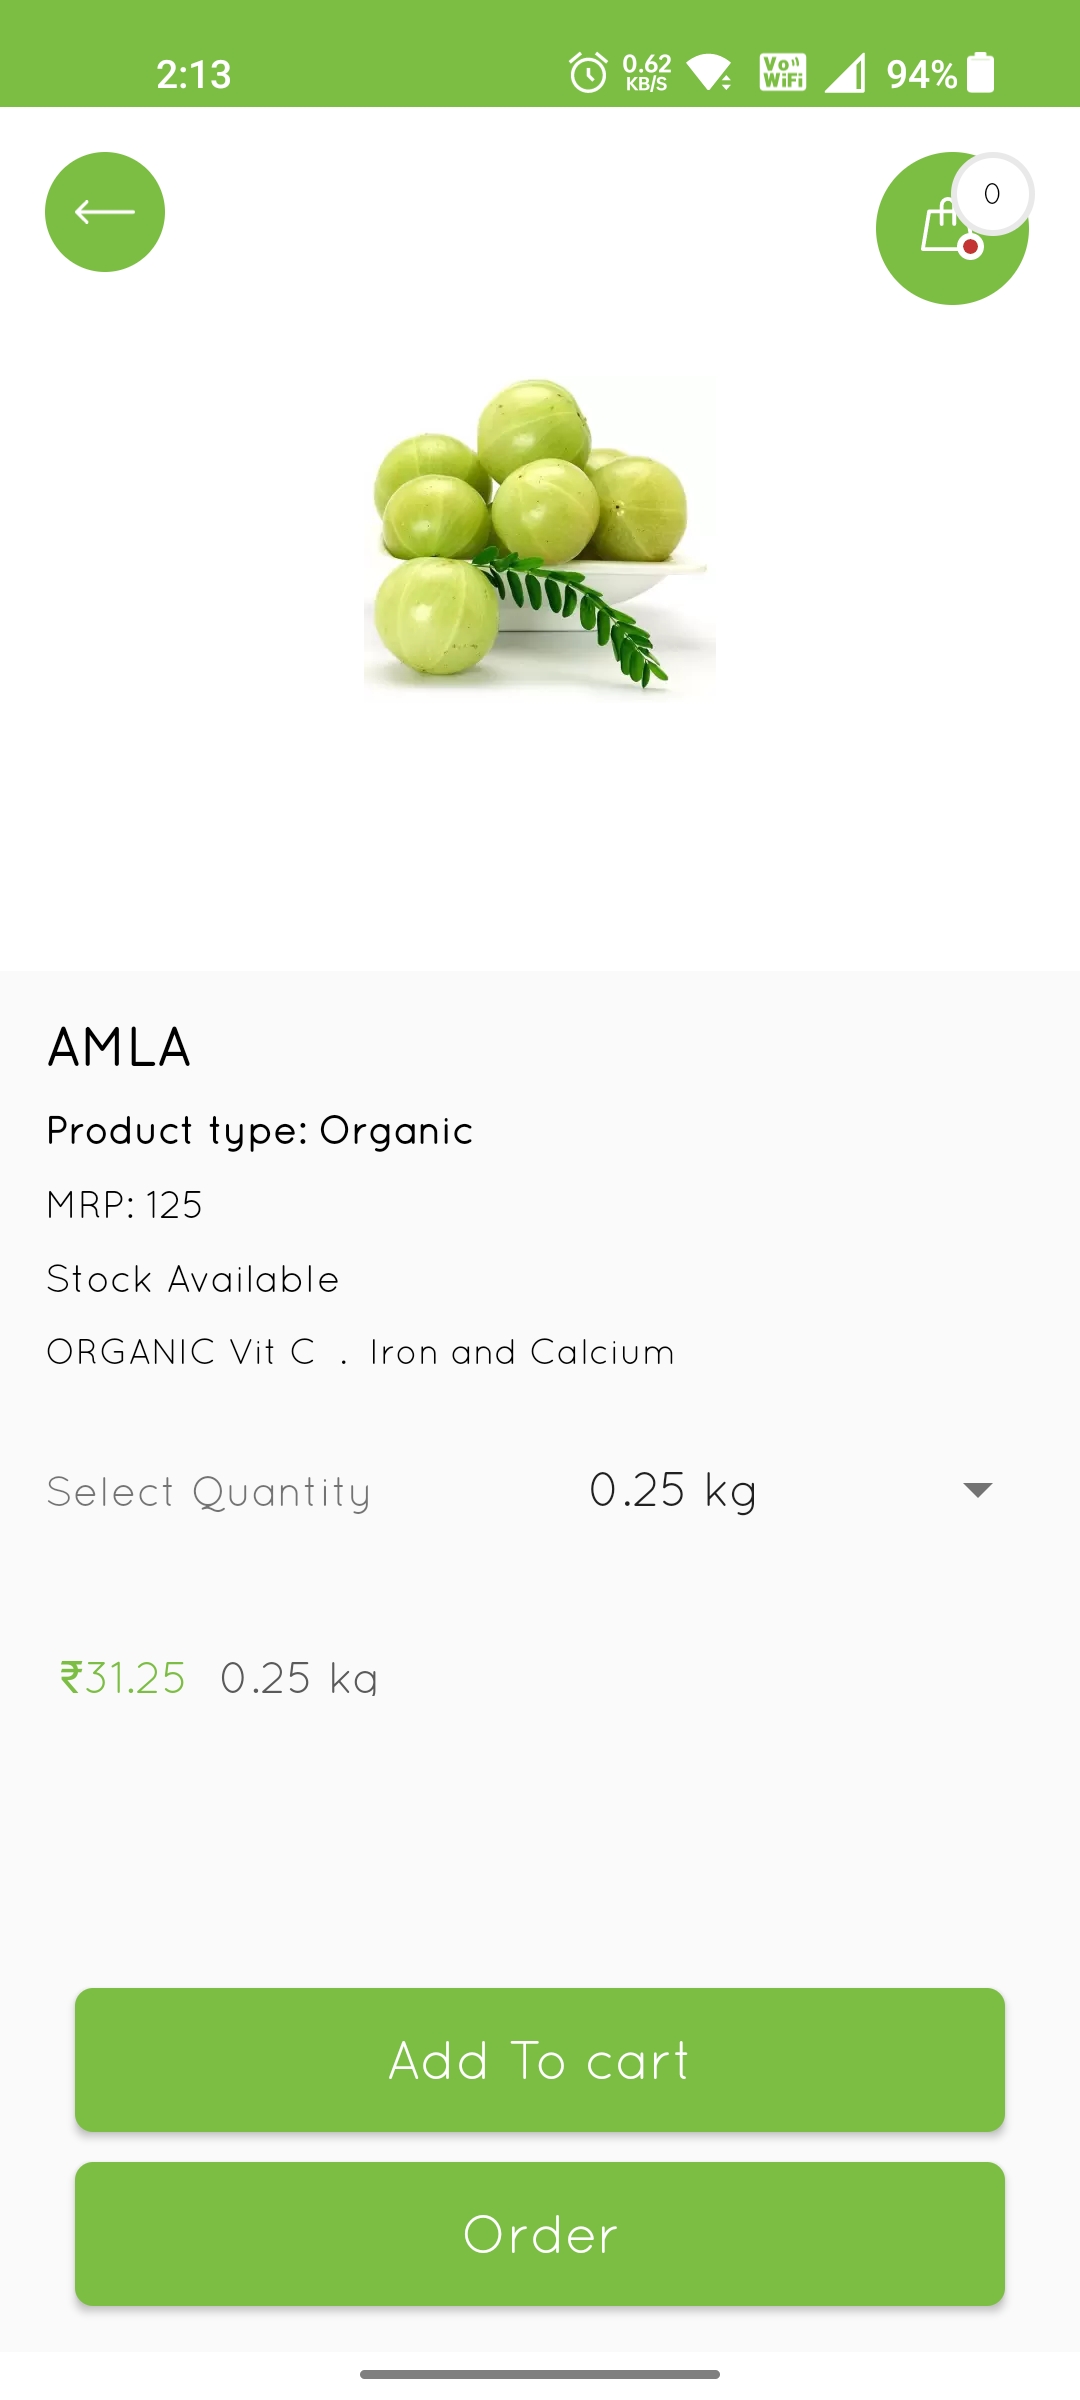 2:13 0.62 KB/S Vo WiFi 94%
0
AMLA
Product type: Organic
MRP: 125
Stock Available
ORGANIC Vit C . Iron and Calcium
Select Quantity 0.25 kg
₹31.25 0.25 kg
Add To cart
Order